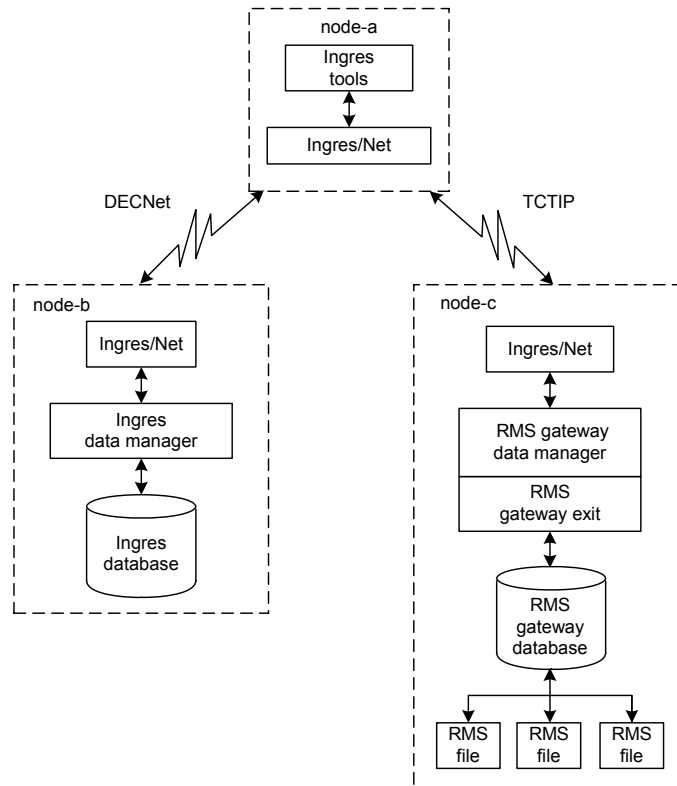 node-a
Ingres
tools
Ingres/Net
DECNet
TCTIP
node-b
Ingres/Net
Ingres
data manager
Ingres
database
node-c
Ingres/Net
RMS gateway
data manager
RMS
gateway exit
RMS
gateway
database
RMS
file
RMS
file
RMS
file